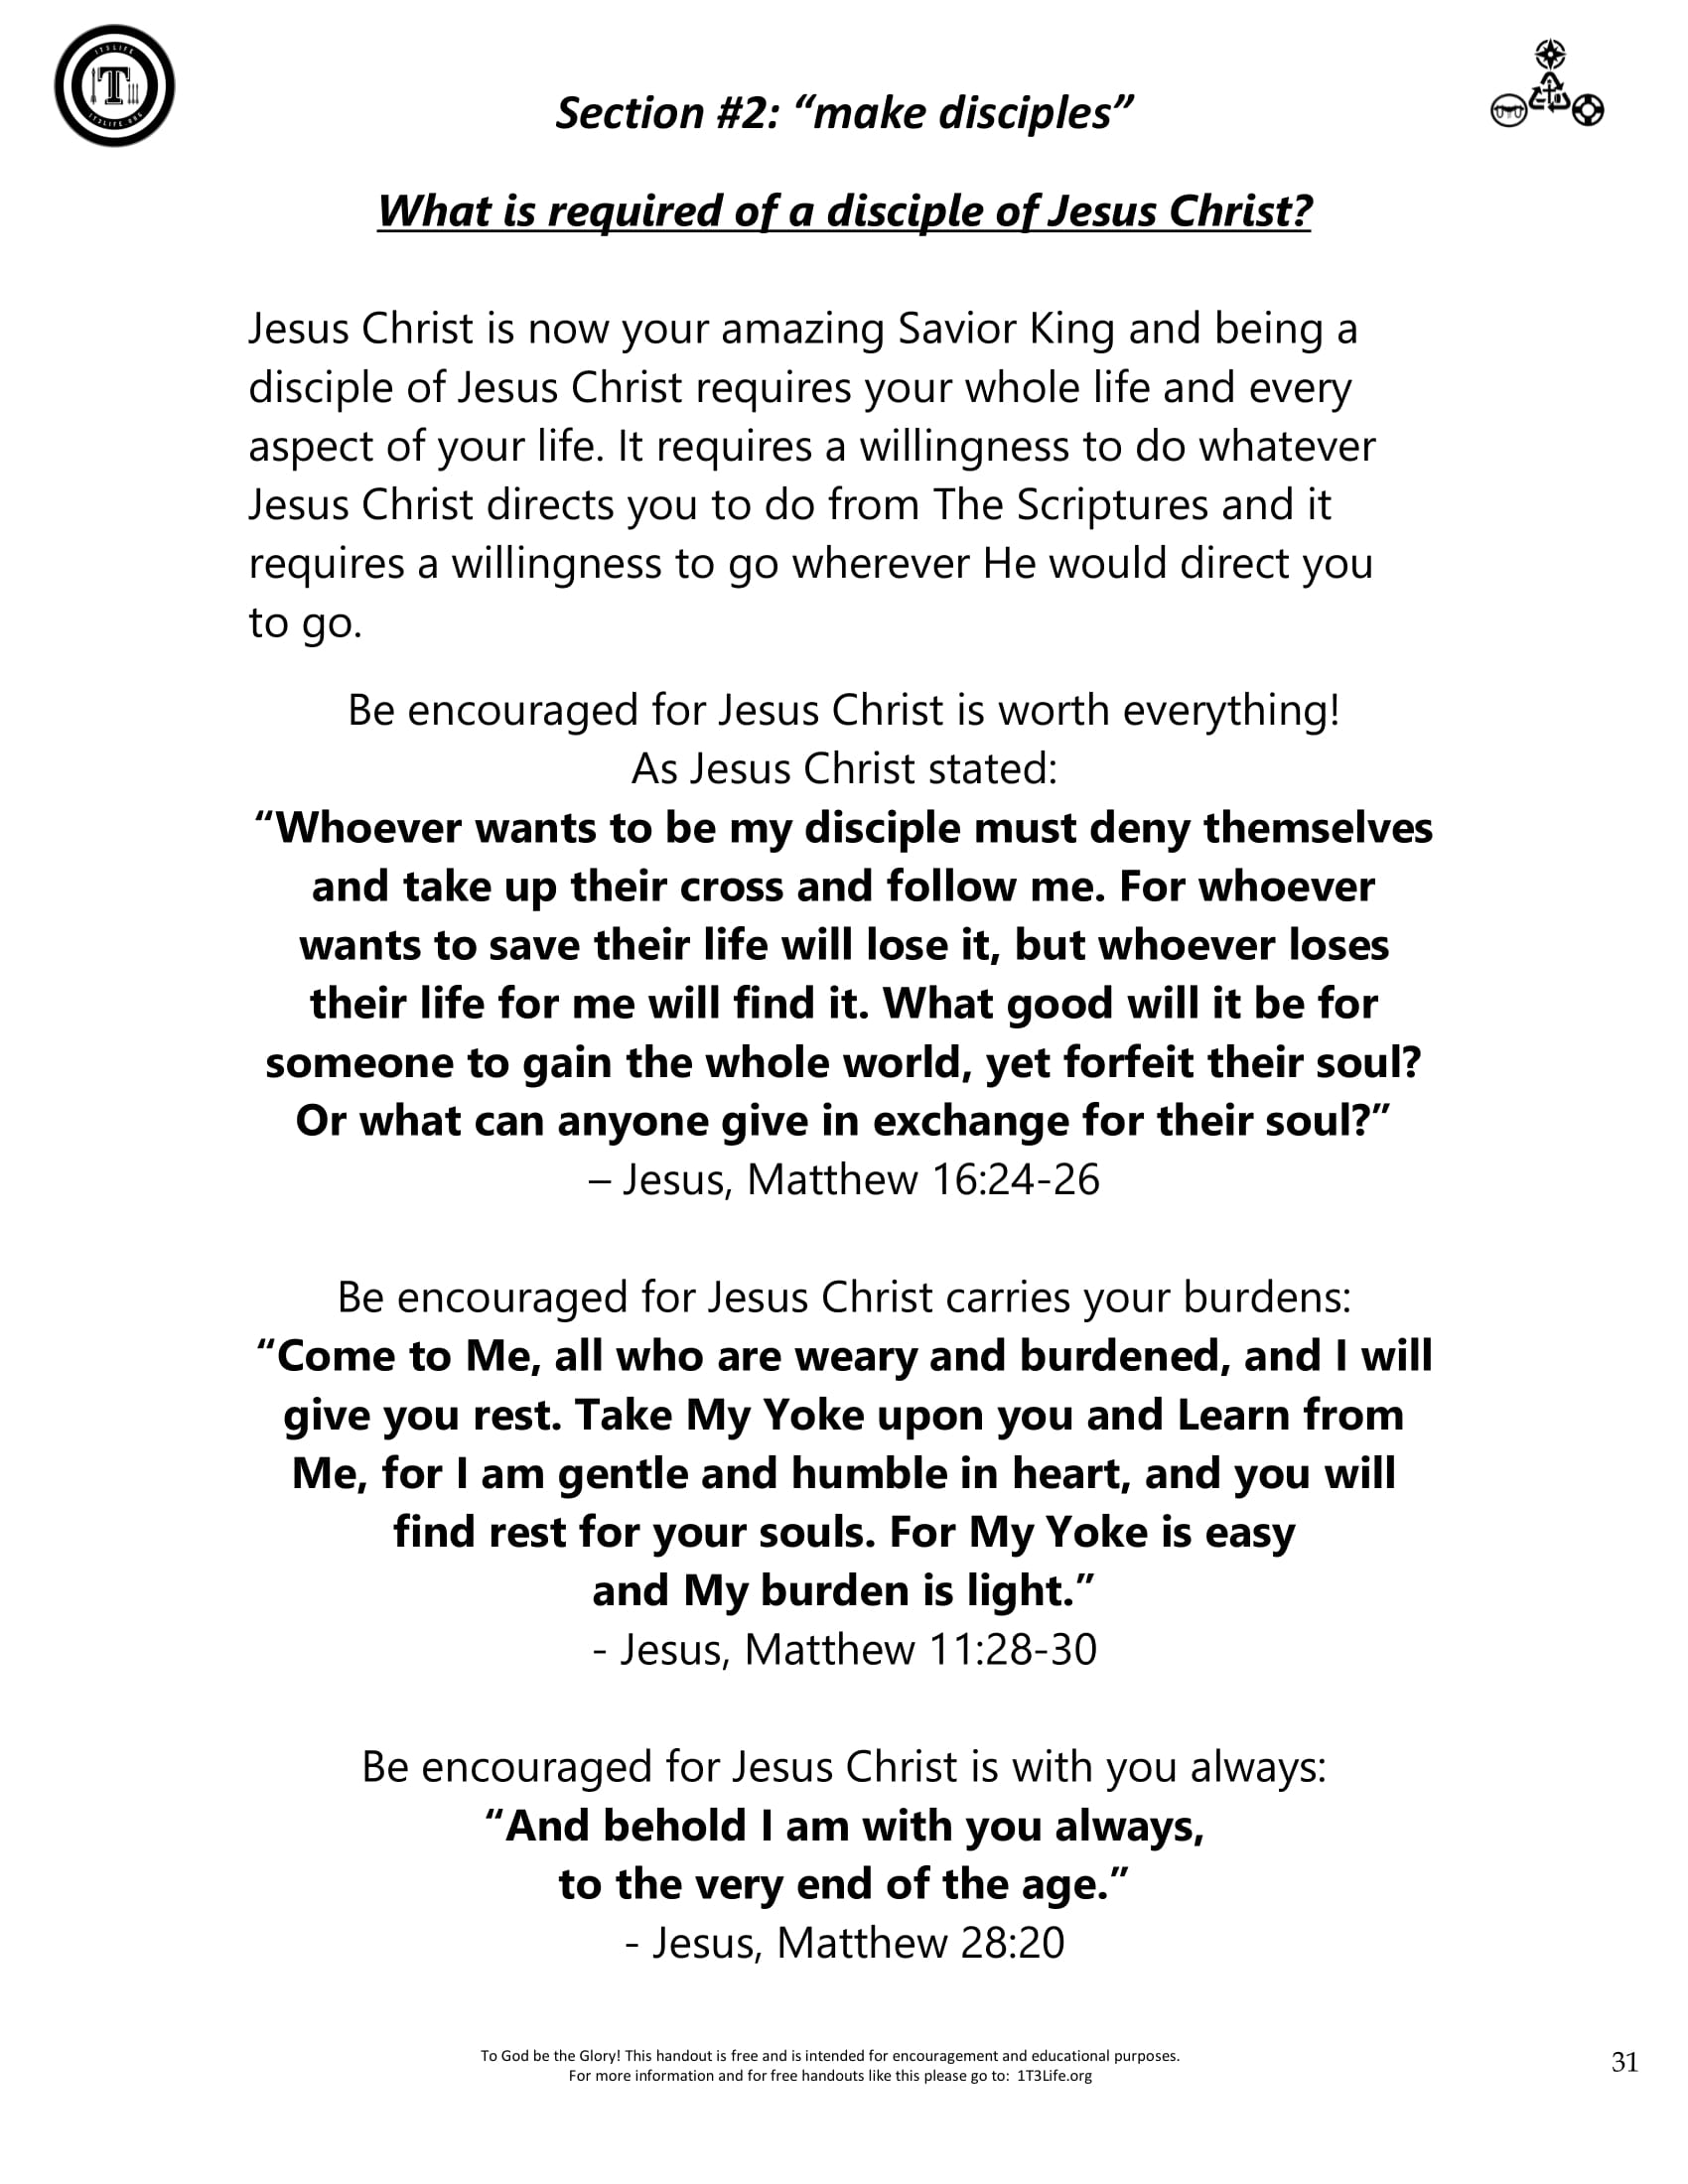 1T3LIFE
T
1T3LIFE.ORG
Section #2: “make disciples”
What is required of a disciple of Jesus Christ?
Jesus Christ is now your amazing Savior King and being a
disciple of Jesus Christ requires your whole life and every
aspect of your life. It requires a willingness to do whatever
Jesus Christ directs you to do from The Scriptures and it
requires a willingness to go wherever He would direct you
to go.
Be encouraged for Jesus Christ is worth everything!
As Jesus Christ stated:
“Whoever wants to be my disciple must deny themselves
and take up their cross and follow me. For whoever
wants to save their life will lose it, but whoever loses
their life for me will find it. What good will it be for
someone to gain the whole world, yet forfeit their soul?
Or what can anyone give in exchange for their soul?”
– Jesus, Matthew 16:24-26
Be encouraged for Jesus Christ carries your burdens:
“Come to Me, all who are weary and burdened, and I will
give you rest. Take My Yoke upon you and Learn from
Me, for I am gentle and humble in heart, and you will
find rest for your souls. For My Yoke is easy
and My burden is light.”
- Jesus, Matthew 11:28-30
Be encouraged for Jesus Christ is with you always:
“And behold I am with you always,
to the very end of the age.”
- Jesus, Matthew 28:20
To God be the Glory! This handout is free and is intended for encouragement and educational purposes.
For more information and for free handouts like this please go to:  1T3Life.org
31